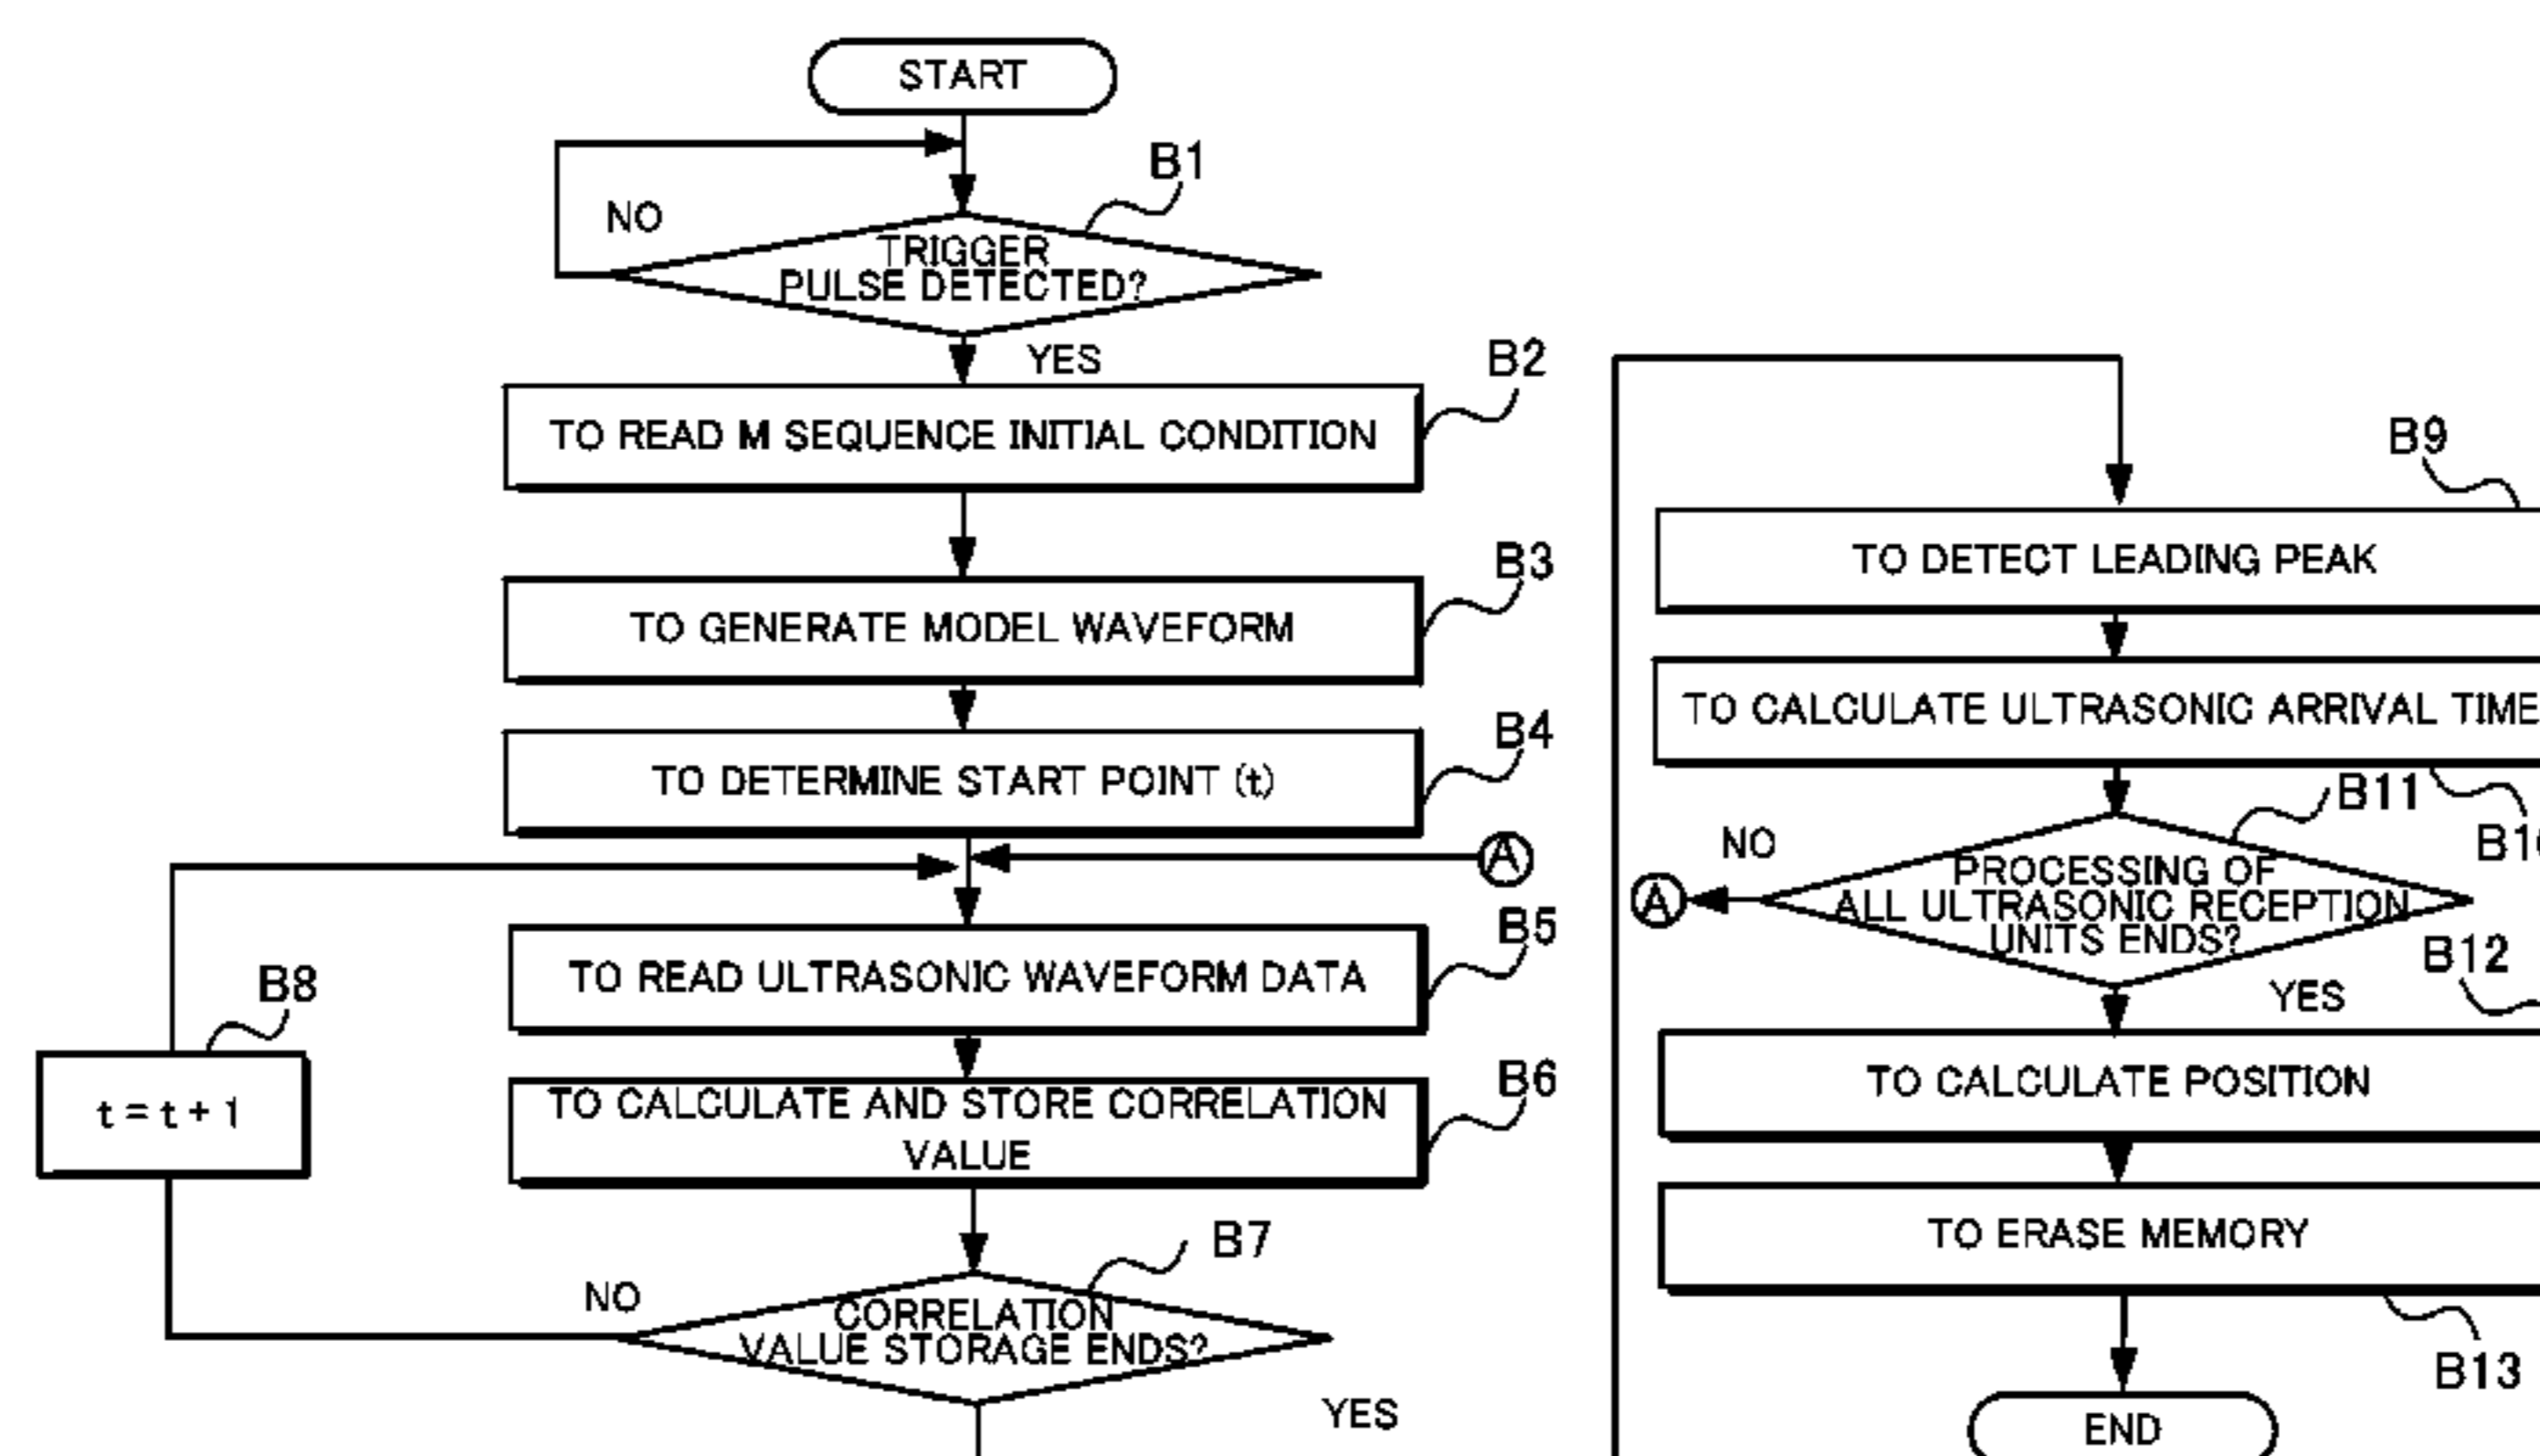 START
B1
NO
TRIGGER
PULSE DETECTED?
YES
B2
TO READ M SEQUENCE INITIAL CONDITION
B3
TO GENERATE MODEL WAVEFORM
B4
TO DETERMINE START POINT (t)
A
B5
TO READ ULTRASONIC WAVEFORM DATA
B8
t = t + 1
B6
TO CALCULATE AND STORE CORRELATION
VALUE
B7
NO
CORRELATION
VALUE STORAGE ENDS?
YES
B9
TO DETECT LEADING PEAK
TO CALCULATE ULTRASONIC ARRIVAL TIME
B11
NO
A
PROCESSING OF
ALL ULTRASONIC RECEPTION
UNITS ENDS?
B12
YES
TO CALCULATE POSITION
TO ERASE MEMORY
B13
END